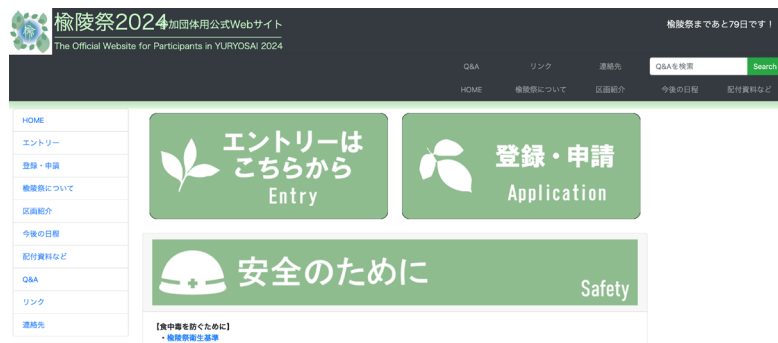 楡陵祭2024参加団体用公式Webサイト
The Official Website for Participants in YURYOSAI 2024
楡陵祭まであと79日です！
Q&A リンク 連絡先 Q&Aを検索 Search
HOME 楡陵祭について 区画紹介 今後の日程 配付資料など
HOME
エントリー
登録・申請
楡陵祭について
区画紹介
今後の日程
配付資料など
Q&A
リンク
連絡先
エントリーは
こちらから
Entry
登録・申請
Application
安全のために
Safety
【食中毒を防ぐために】
・楡陵祭衛生基準